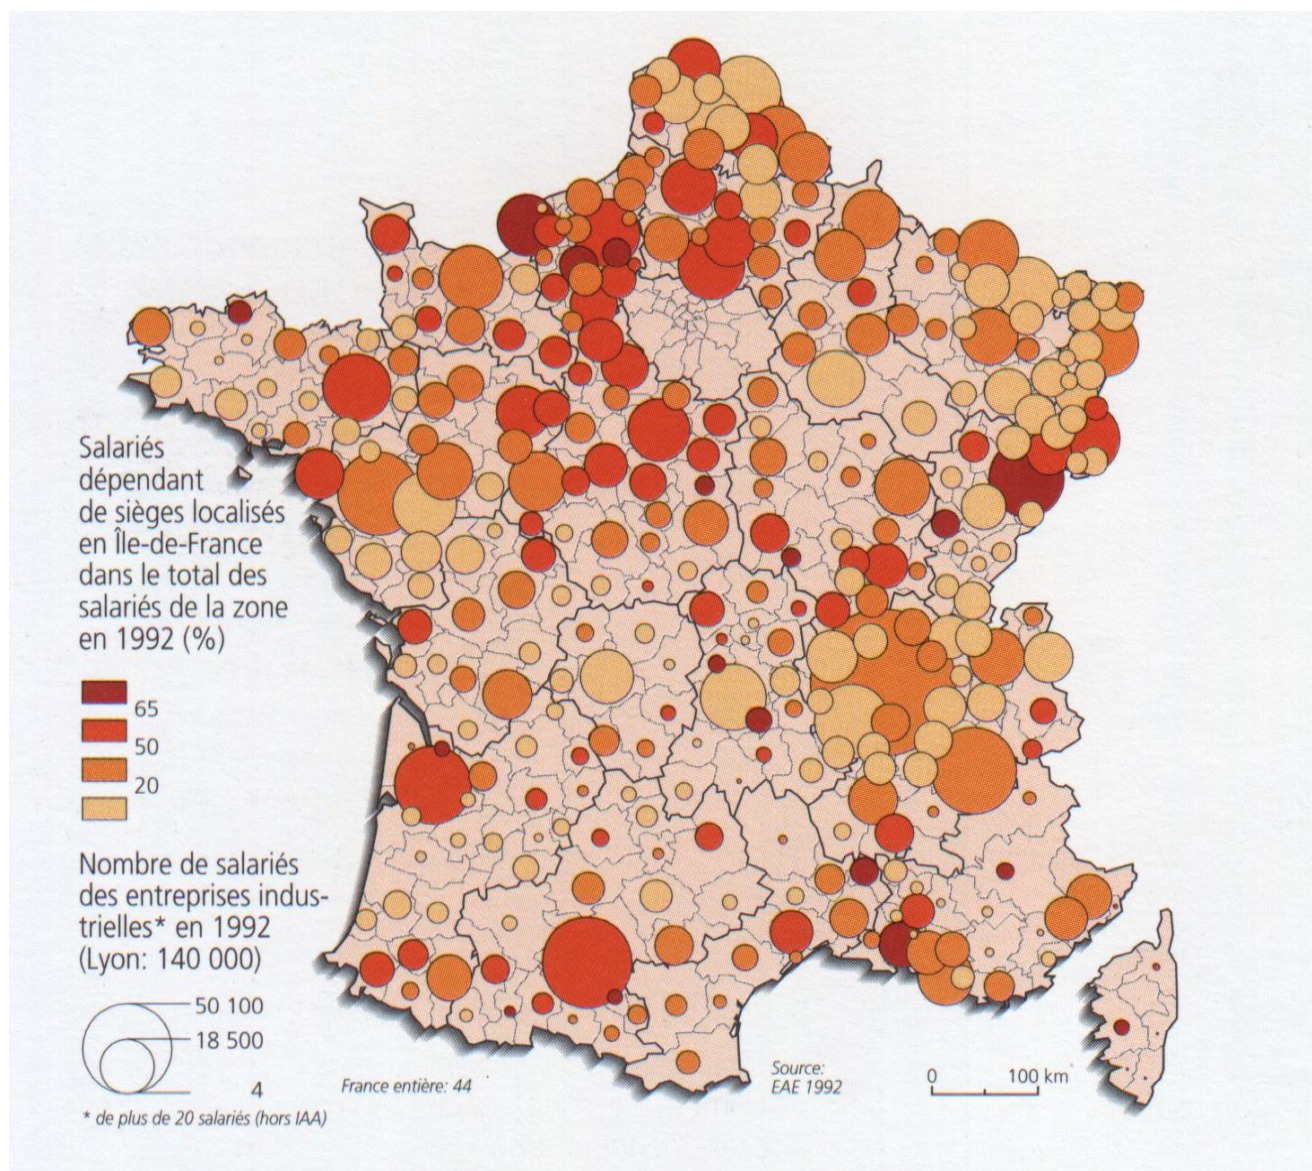 Salariés
dépendant
de sièges localisés
en Île-de-France
dans le total des
salariés de la zone
en 1992 (%)
65
50
20
Nombre de salariés
des entreprises indus-
trielles* en 1992
(Lyon: 140 000)
50 100
18 500
4
* de plus de 20 salariés (hors IAA)
France entière: 44
Source:
EAE 1992
0 100 km